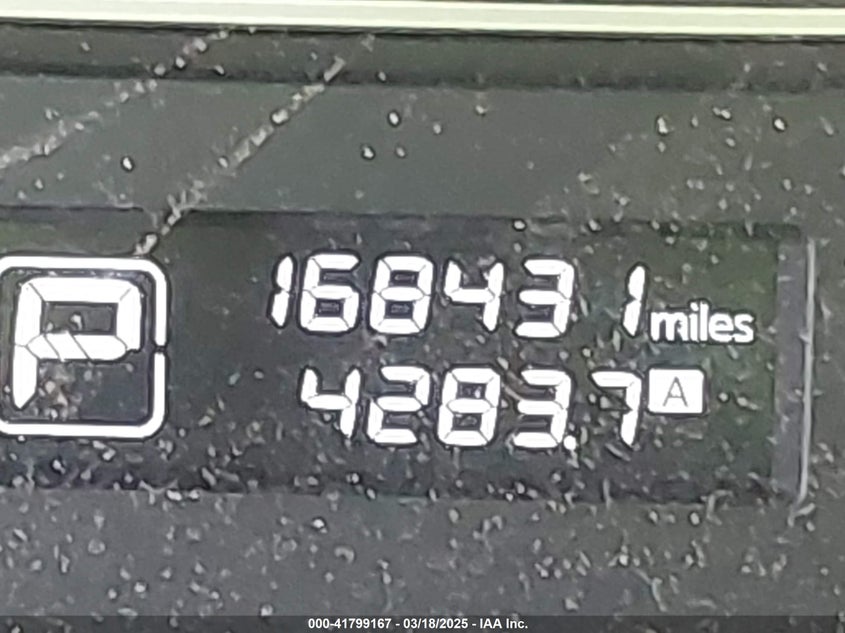 P
168431 miles
4283.7 A
000-41799167 - 03/18/2025 - IAA Inc.